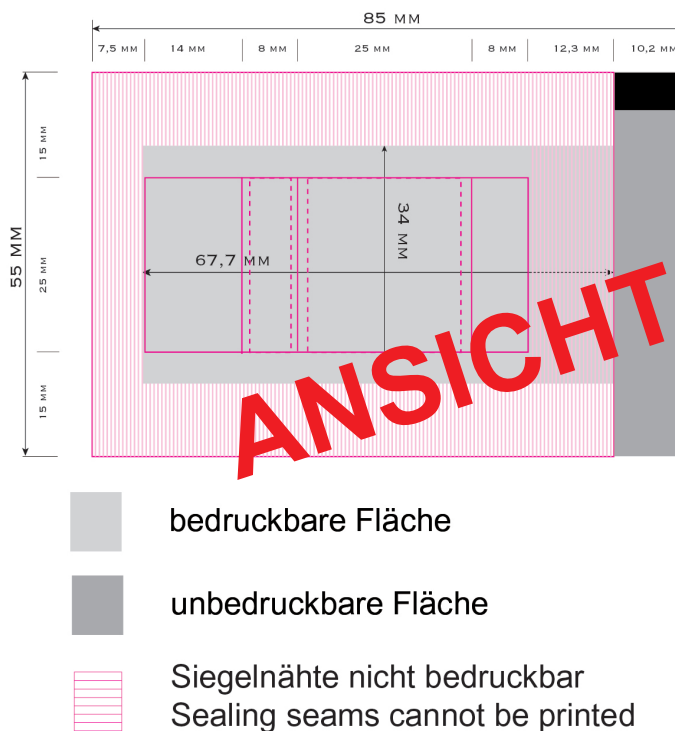 85 MM
7,5 MM 14 MM 8 MM 25 MM 8 MM 12,3 MM 10,2 MM
15 MM
55 MM
25 MM
15 MM
34 MM
67,7 MM
ANSICHT
bedruckbare Fläche
unbedruckbare Fläche
Siegelnähte nicht bedruckbar
Sealing seams cannot be printed